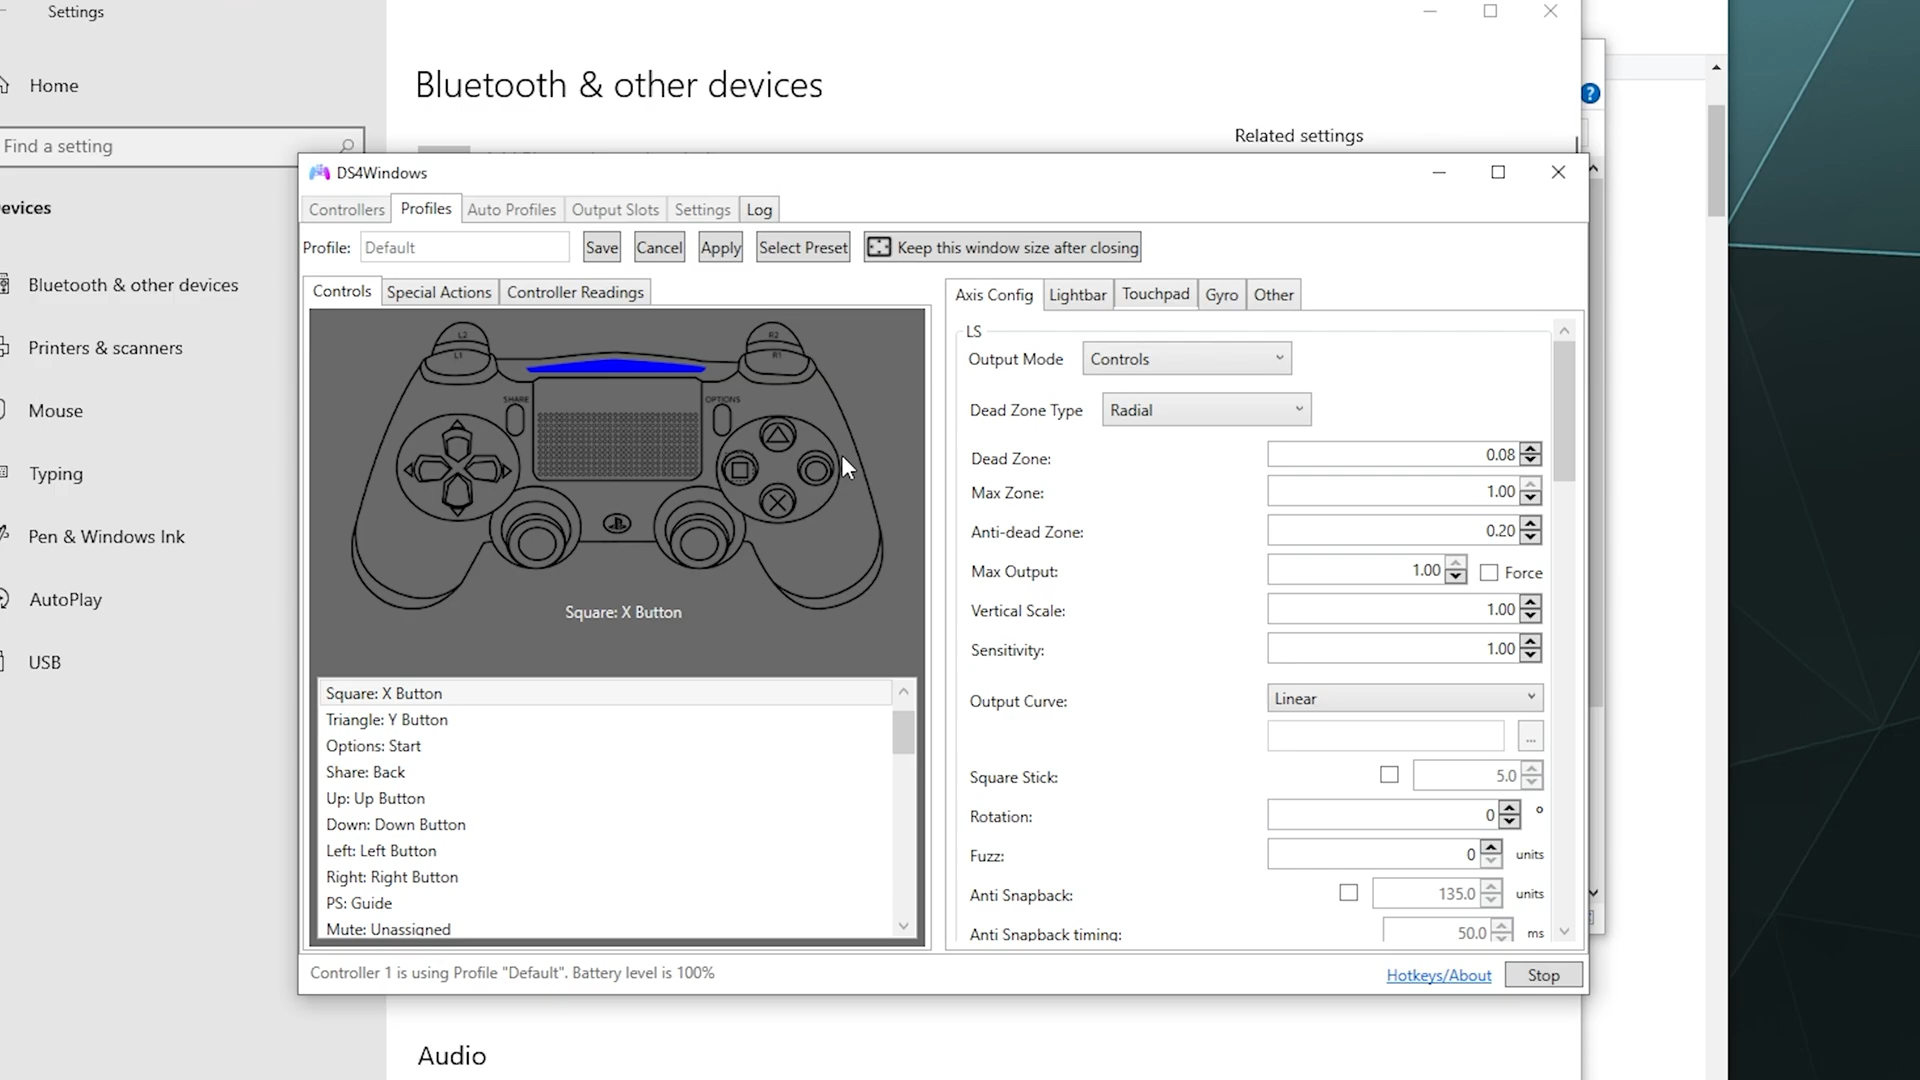 Settings
Home
Find a setting
evices
Bluetooth & other devices
Printers & scanners
Mouse
Typing
Pen & Windows Ink
AutoPlay
USB
Bluetooth & other devices
Related settings
?
DS4Windows
Controllers
Profiles
Auto Profiles
Output Slots
Settings
Log
Profile:
Default
Save
Cancel
Apply
Select Preset
Keep this window size after closing
Controls
Special Actions
Controller Readings
L2
L1
R2
R1
SHARE
OPTIONS
Square: X Button
Square: X Button
Triangle: Y Button
Options: Start
Share: Back
Up: Up Button
Down: Down Button
Left: Left Button
Right: Right Button
PS: Guide
Mute: Unassigned
Axis Config
Lightbar
Touchpad
Gyro
Other
LS
Output Mode
Controls
Dead Zone Type
Radial
Dead Zone: 0.08
Max Zone: 1.00
Anti-dead Zone: 0.20
Max Output: 1.00 Force
Vertical Scale: 1.00
Sensitivity: 1.00
Output Curve: Linear
...
Square Stick: 5.0
Rotation: 0 °
Fuzz: 0 units
Anti Snapback: 135.0 units
Anti Snapback timing: 50.0 ms
Controller 1 is using Profile "Default". Battery level is 100%
Hotkeys/About
Stop
Audio